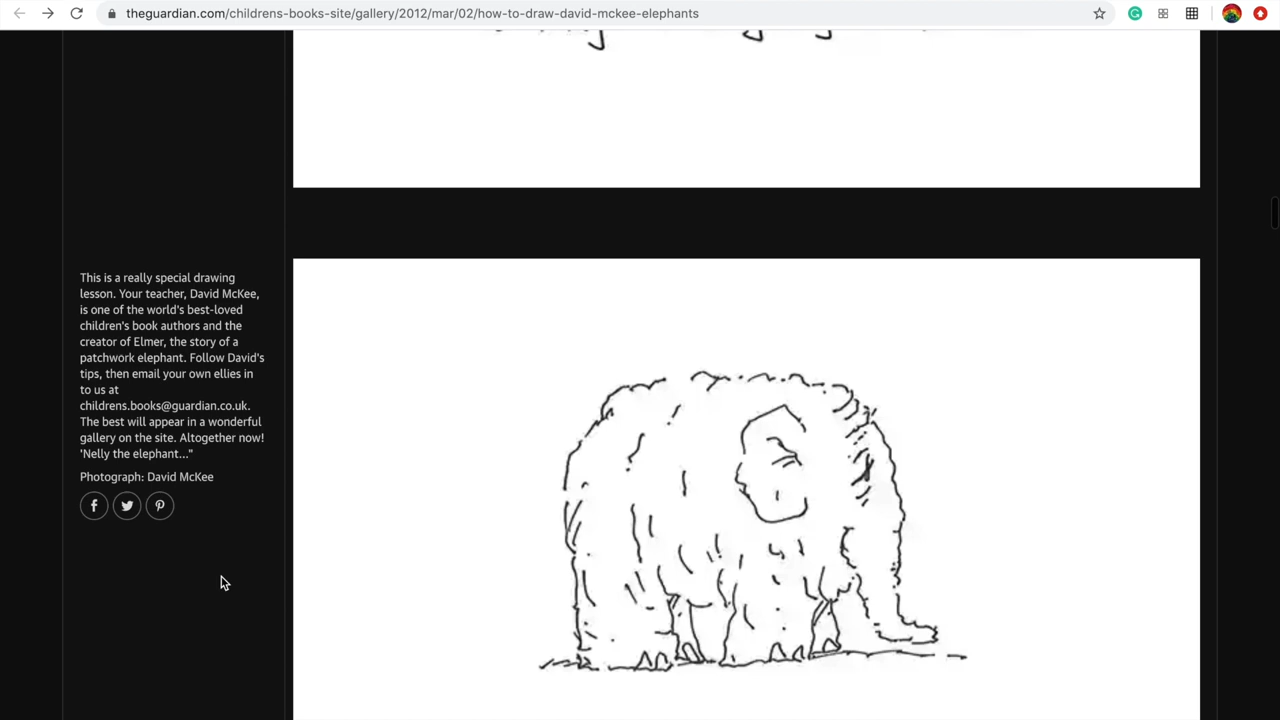 theguardian.com/childrens-books-site/gallery/2012/mar/02/how-to-draw-david-mckee-elephants
This is a really special drawing
lesson. Your teacher, David McKee,
is one of the world's best-loved
children's book authors and the
creator of Elmer, the story of a
patchwork elephant. Follow David's
tips, then email your own ellies in
to us at
childrens.books@guardian.co.uk.
The best will appear in a wonderful
gallery on the site. Altogether now!
'Nelly the elephant..."
Photograph: David McKee